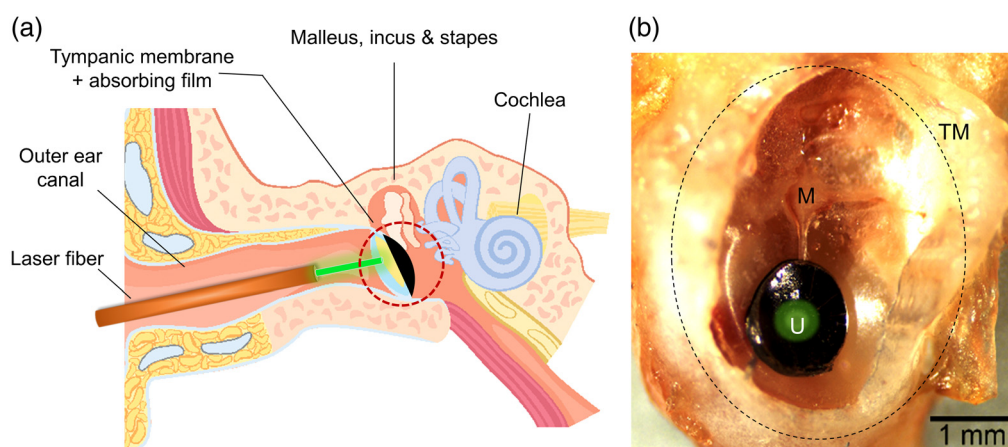 (a)
Malleus, incus & stapes
Tympanic membrane
+ absorbing film
Cochlea
Outer ear
canal
Laser fiber
(b)
TM
M
U
1 mm